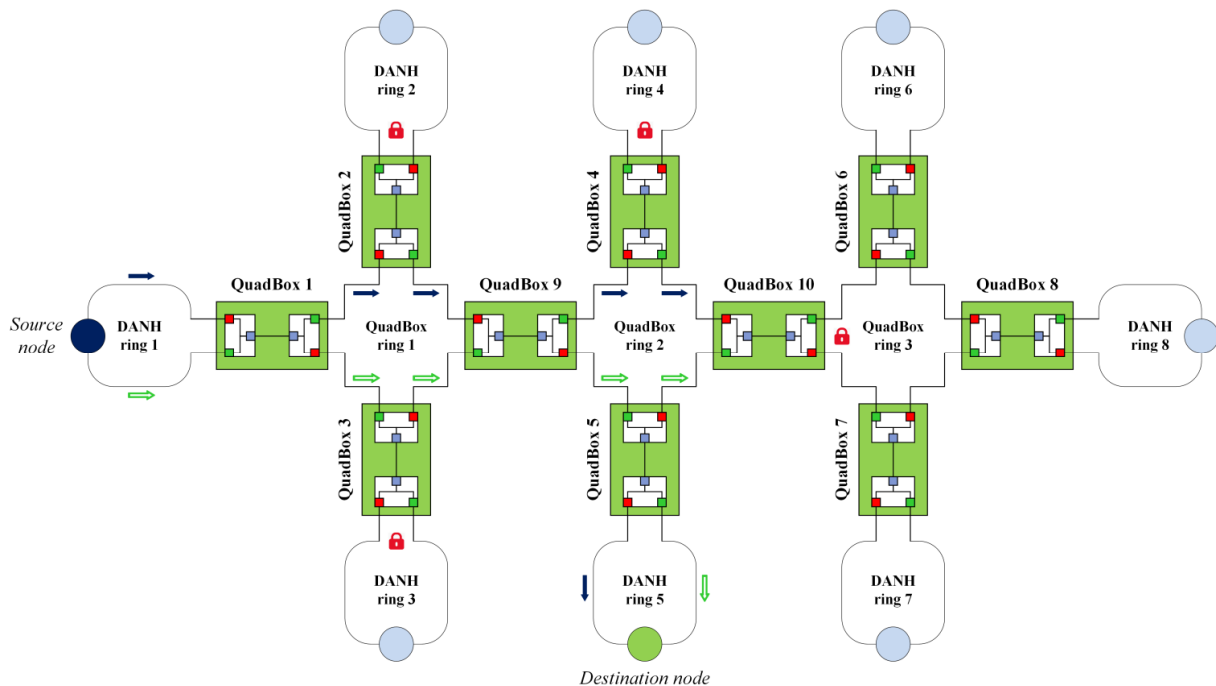 DANH
ring 2
DANH
ring 4
DANH
ring 6
QuadBox 2
QuadBox 4
QuadBox 6
QuadBox 1
QuadBox 9
QuadBox 10
QuadBox 8
Source
node
DANH
ring 1
QuadBox
ring 1
QuadBox
ring 2
QuadBox
ring 3
DANH
ring 8
QuadBox 3
QuadBox 5
QuadBox 7
DANH
ring 3
DANH
ring 5
DANH
ring 7
Destination node